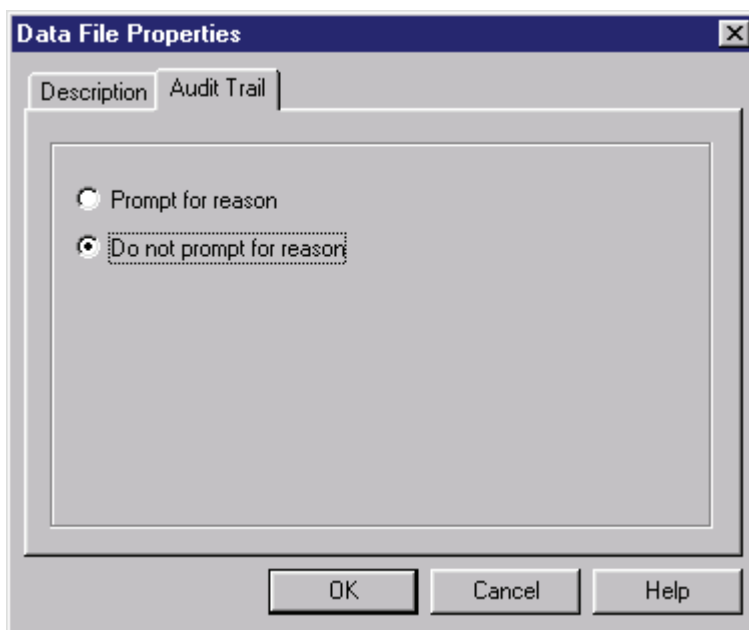 Data File Properties
Description Audit Trail
Prompt for reason
Do not prompt for reason
OK Cancel Help